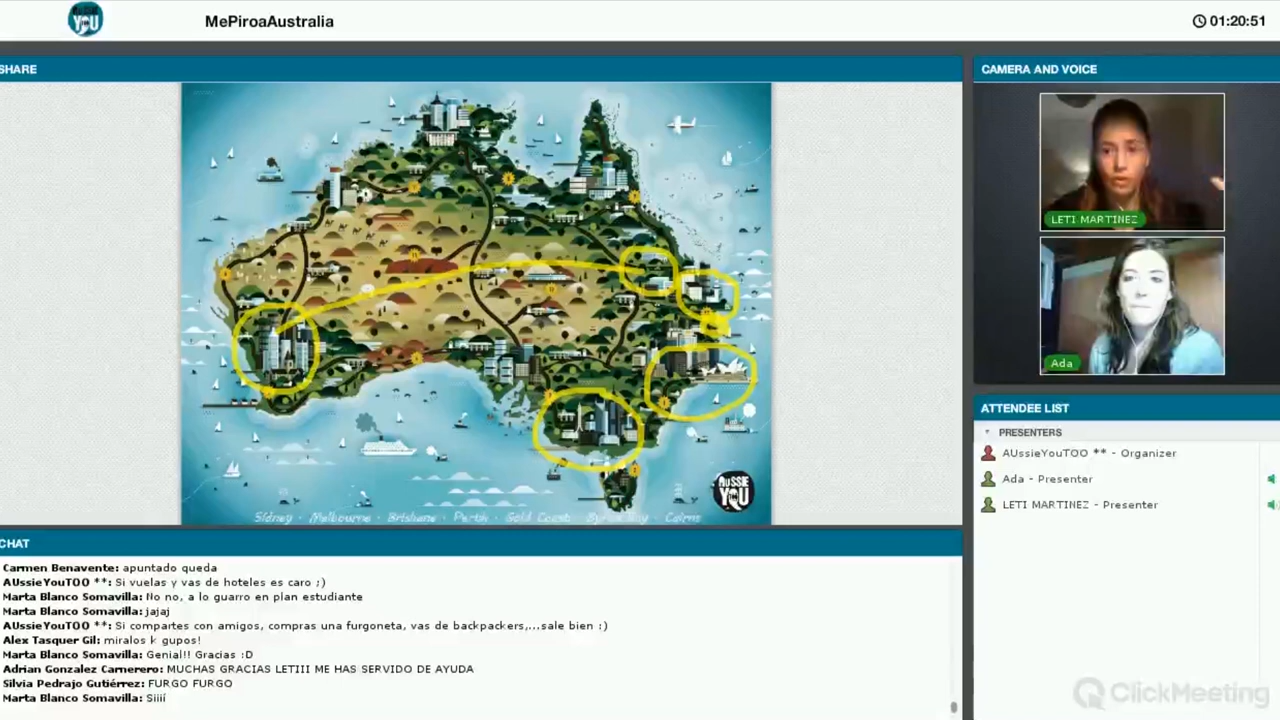 AUSSIE
YOU
MePiroaAustralia
01:20:51
SHARE
CAMERA AND VOICE
LETI MARTINEZ
Ada
AUSSIE
YOU
Sidney - Melbourne - Brisbane - Perth - Gold Coast - Byron Bay - Cairns
ATTENDEE LIST
PRESENTERS
AUssieYouTOO ** - Organizer
Ada - Presenter
LETI MARTINEZ - Presenter
CHAT
Carmen Benavente: apuntado queda
AUssieYouTOO **: Si vuelas y vas de hoteles es caro ;)
Marta Blanco Somavilla: No no, a lo guarro en plan estudiante
Marta Blanco Somavilla: jajaj
AUssieYouTOO **: Si compartes con amigos, compras una furgoneta, vas de backpackers,...sale bien :)
Alex Tasquer Gil: miralos k gupos!
Marta Blanco Somavilla: Genial!! Gracias :D
Adrian Gonzalez Carnerero: MUCHAS GRACIAS LETIII ME HAS SERVIDO DE AYUDA
Silvia Pedrajo Gutiérrez: FURGO FURGO
Marta Blanco Somavilla: Siiií
ClickMeeting